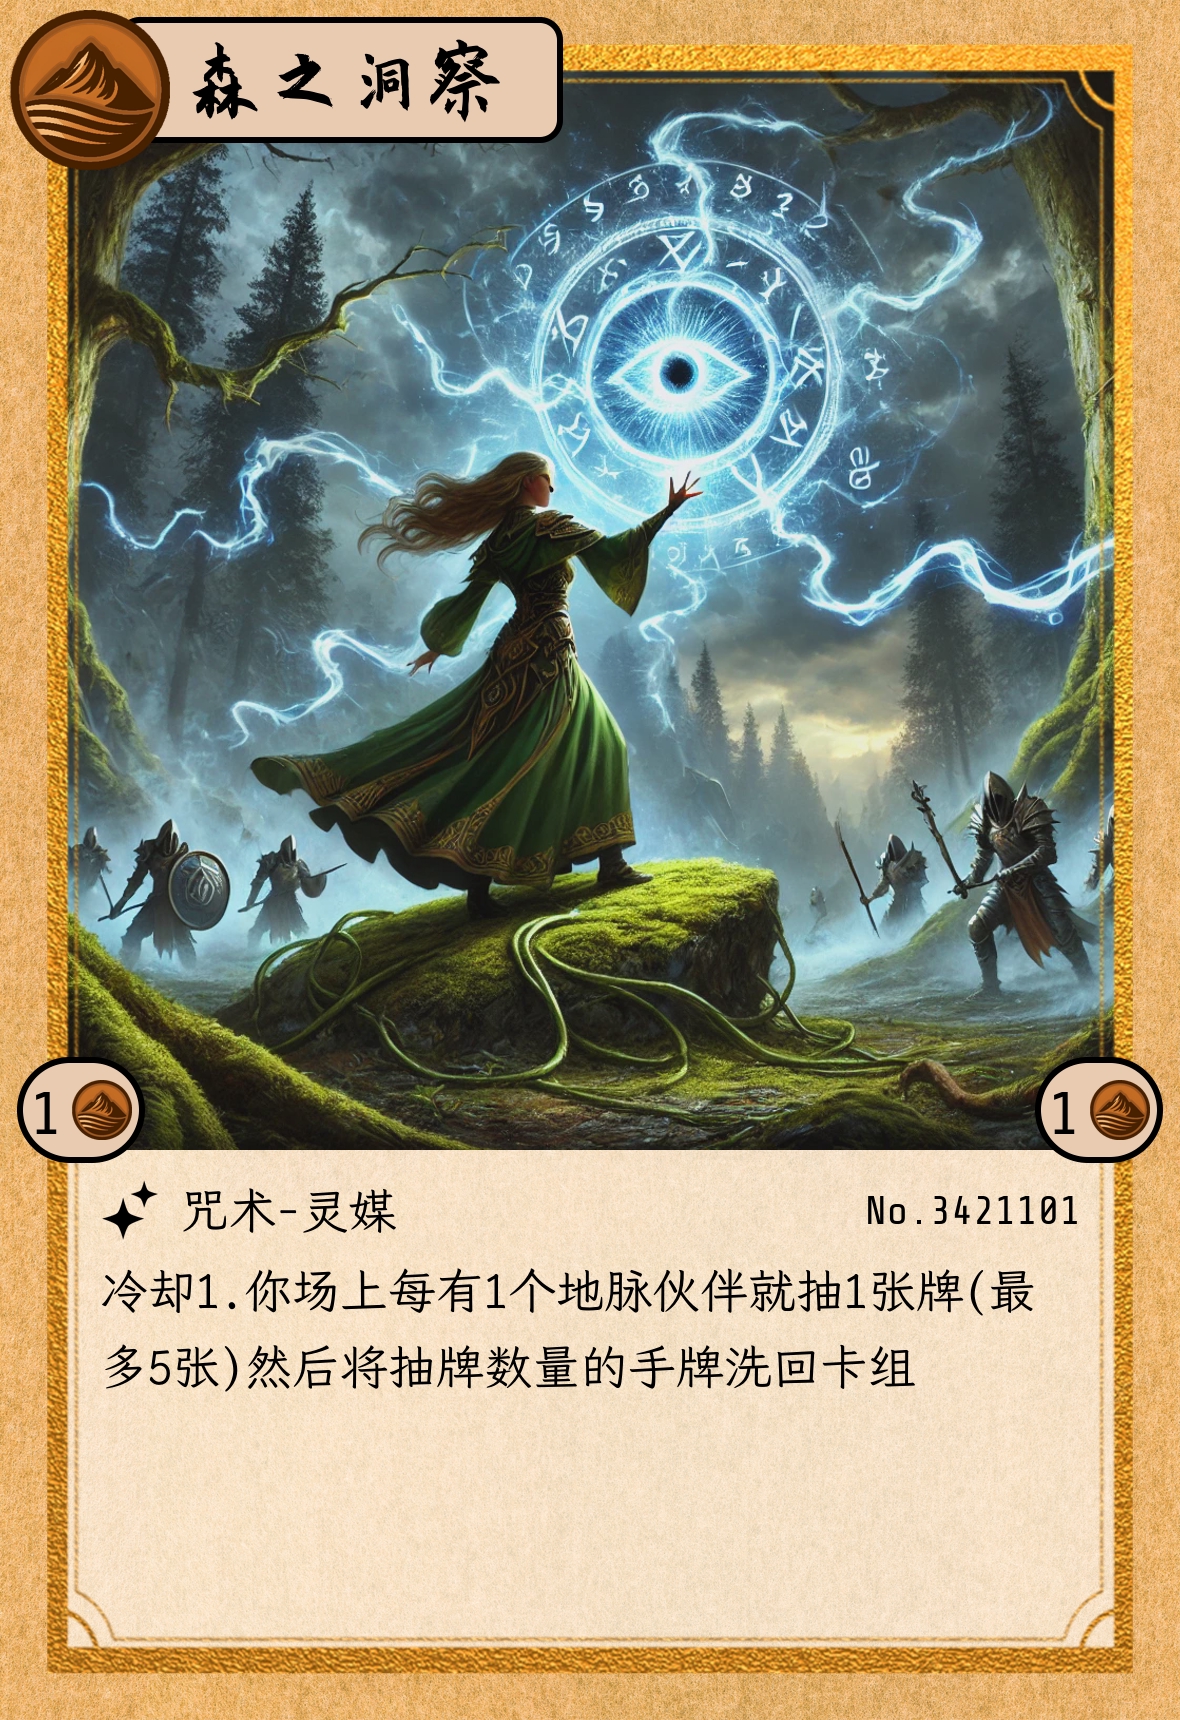 森之洞察
1
1
咒术-灵媒
No.3421101
冷却1.你场上每有1个地脉伙伴就抽1张牌(最
多5张)然后将抽牌数量的手牌洗回卡组